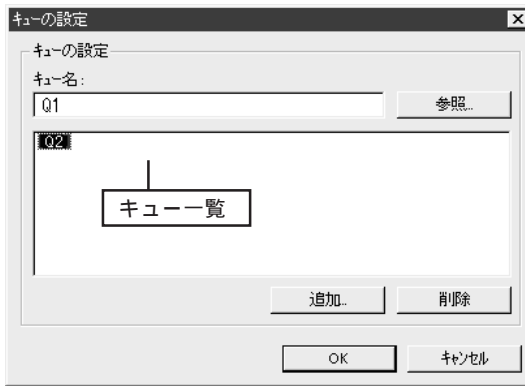 ｷｭｰの設定
ｷｭｰの設定
ｷｭｰ名:
Q1
参照...
Q2
キュー一覧
追加...
削除
OK
ｷｬﾝｾﾙ